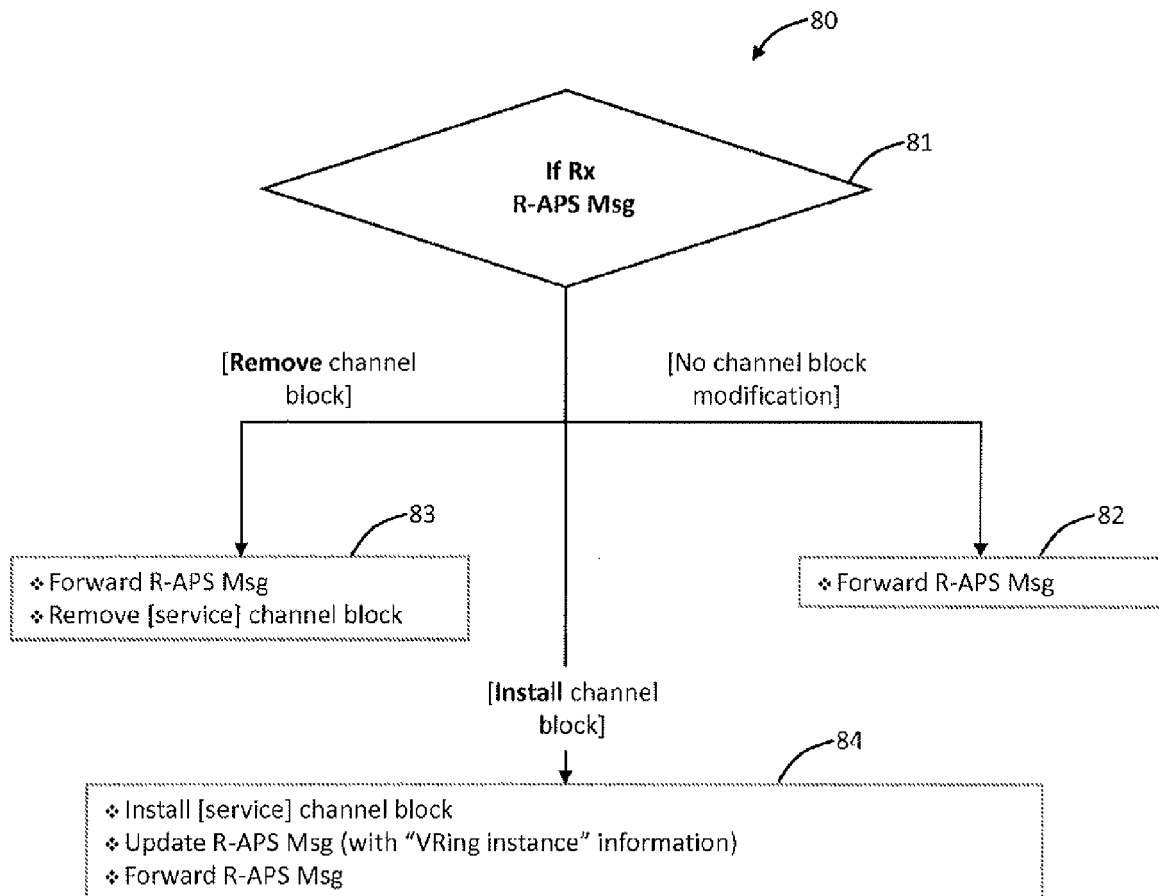 80
81
If Rx
R-APS Msg
[Remove channel
block]
[No channel block
modification]
83
❖ Forward R-APS Msg
❖ Remove [service] channel block
82
❖ Forward R-APS Msg
[Install channel
block]
84
❖ Install [service] channel block
❖ Update R-APS Msg (with “VRing instance” information)
❖ Forward R-APS Msg